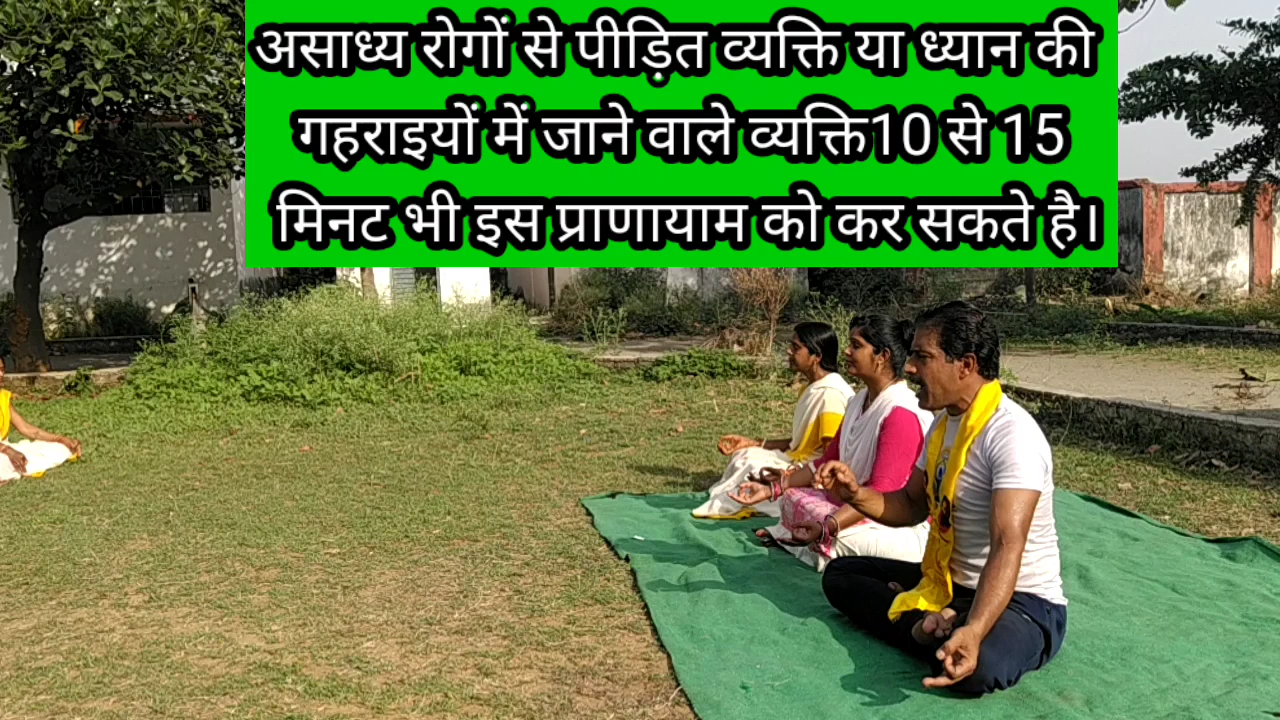 असाध्य रोगों से पीड़ित व्यक्ति या ध्यान की
गहराइयों में जाने वाले व्यक्ति10 से 15
मिनट भी इस प्राणायाम को कर सकते है।